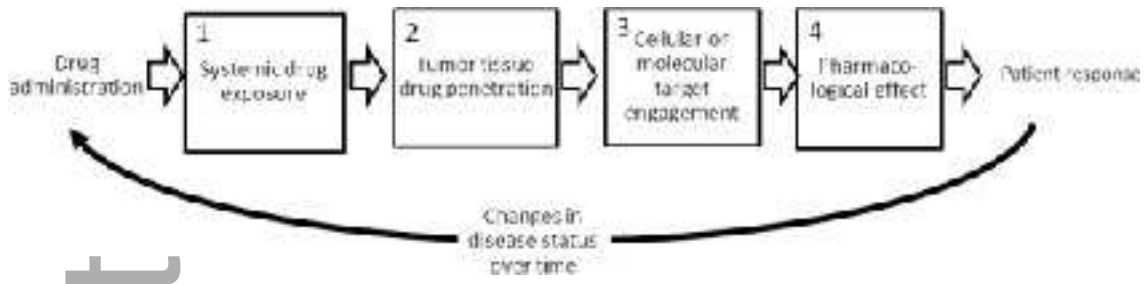 Drug
administration
1
Systemic drug
exposure
2
Tumor tissue
drug penetration
3
Cellular or
molecular
target
engagement
4
Pharmaco-
logical effect
Patient response
Changes in
disease status
over time